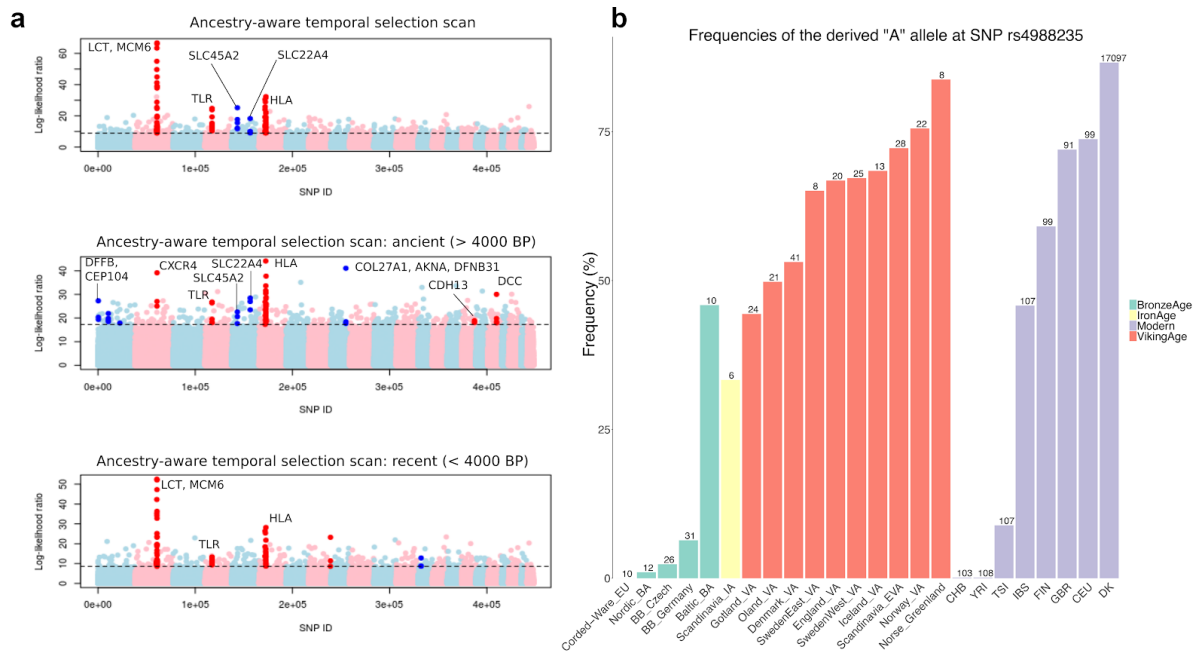 a
Ancestry-aware temporal selection scan
LCT, MCM6
SLC45A2
SLC22A4
TLR
HLA
Log-likelihood ratio
0 20 40 60
0e+00 1e+05 2e+05 3e+05 4e+05
SNP ID
Ancestry-aware temporal selection scan: ancient (> 4000 BP)
DFFB,
CEP104
CXCR4
SLC22A4
SLC45A2
TLR
HLA
COL27A1, AKNA, DFNB31
CDH13
DCC
Log-likelihood ratio
0 10 20 30 40
0e+00 1e+05 2e+05 3e+05 4e+05
SNP ID
Ancestry-aware temporal selection scan: recent (< 4000 BP)
LCT, MCM6
TLR
HLA
Log-likelihood ratio
0 10 20 30 40 50
0e+00 1e+05 2e+05 3e+05 4e+05
SNP ID
b
Frequencies of the derived "A" allele at SNP rs4988235
Frequency (%)
75
50
25
0
10 12 26 31 10 6 24 21 41 8 20 25 13 28 22 8 103 108 107 107 99 91 99 17097
Corded-Ware_EU
Nordic_BA
BB_Czech
BB_Germany
Baltic_BA
Scandinavia_IA
Gotland_VA
Oland_VA
Denmark_VA
SwedenEast_VA
England_VA
SwedenWest_VA
Iceland_VA
Scandinavia_EVA
Norway_VA
Norse_Greenland
CHB
YRI
TSI
IBS
FIN
GBR
CEU
DK
BronzeAge
IronAge
Modern
VikingAge